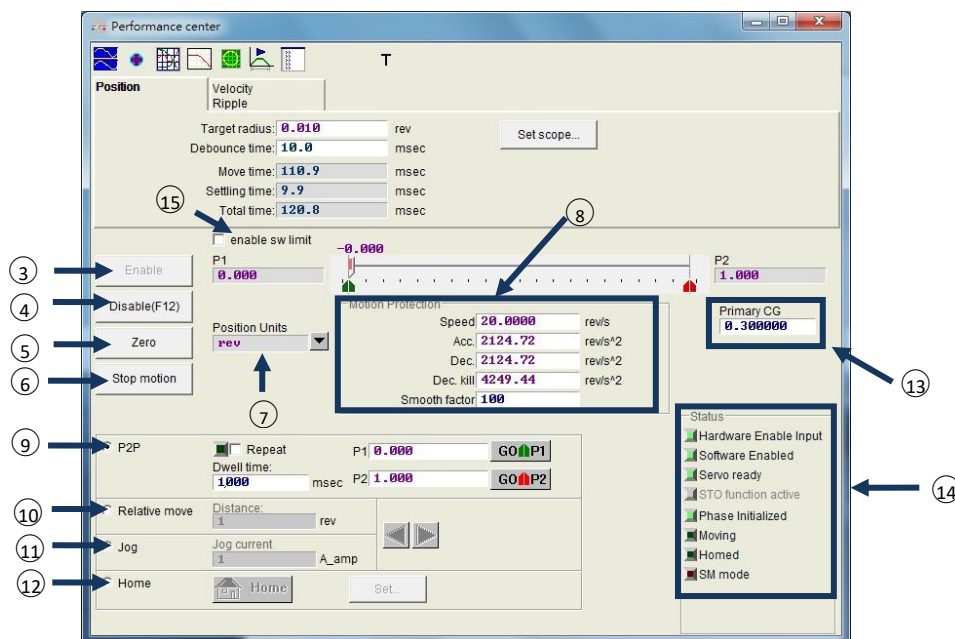 Performance center
T
Position
Velocity
Ripple
Target radius: 0.010 rev
Set scope...
Debounce time: 10.0 msec
Move time: 110.9 msec
Settling time: 9.9 msec
Total time: 120.8 msec
15
8
enable sw limit
-0.000
3
Enable
P1
0.000
P2
1.000
4
Disable(F12)
Motion Protection
Primary CG
0.300000
5
Zero
Position Units
rev
Speed 20.0000 rev/s
Acc. 2124.72 rev/s^2
Dec. 2124.72 rev/s^2
Dec. kill 4249.44 rev/s^2
Smooth factor 100
6
Stop motion
7
13
Status
Hardware Enable Input
Software Enabled
Servo ready
STO function active
Phase Initialized
Moving
Homed
SM mode
14
9
P2P
Repeat
P1 0.000 GO P1
Dwell time:
1000 msec
P2 1.000 GO P2
10
Relative move
Distance:
1 rev
11
Jog
Jog current
1 A_amp
12
Home
Home
Set...